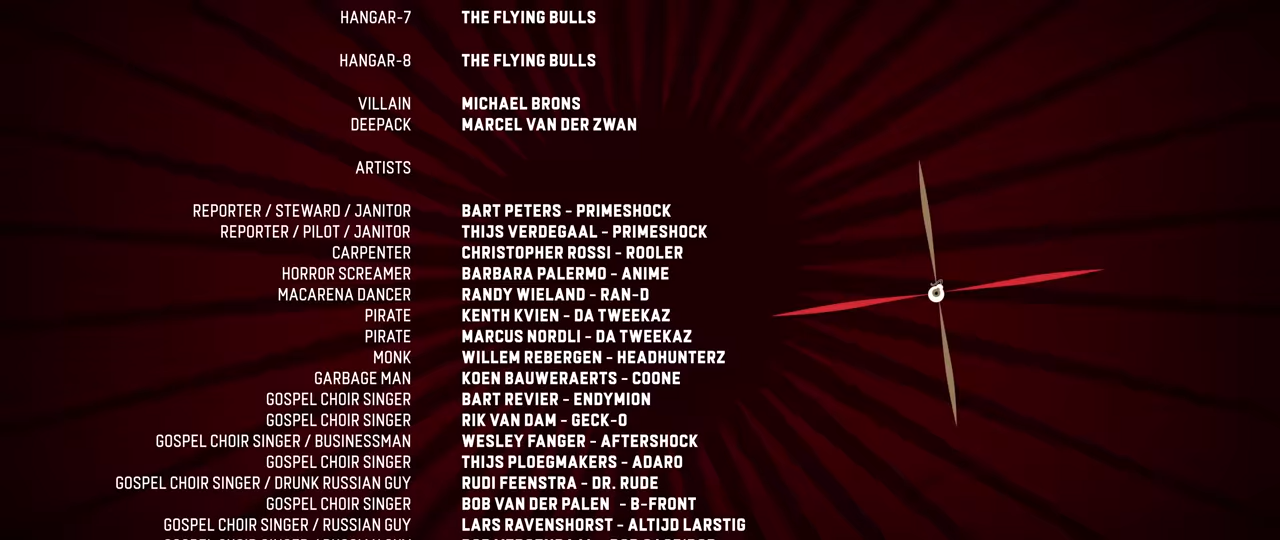 HANGAR-7 THE FLYING BULLS
HANGAR-8 THE FLYING BULLS
VILLAIN MICHAEL BRONS
DEEPACK MARCEL VAN DER ZWAN
ARTISTS
REPORTER / STEWARD / JANITOR BART PETERS - PRIMESHOCK
REPORTER / PILOT / JANITOR THIJS VERDEGAAL - PRIMESHOCK
CARPENTER CHRISTOPHER ROSSI - ROOLER
HORROR SCREAMER BARBARA PALERMO - ANIME
MACARENA DANCER RANDY WIELAND - RAN-D
PIRATE KENTH KVIEN - DA TWEEKAZ
PIRATE MARCUS NORDLI - DA TWEEKAZ
MONK WILLEM REBERGEN - HEADHUNTERZ
GARBAGE MAN KOEN BAUWERAERTS - COONE
GOSPEL CHOIR SINGER BART REVIER - ENDYMION
GOSPEL CHOIR SINGER RIK VAN DAM - GECK-O
GOSPEL CHOIR SINGER / BUSINESSMAN WESLEY FANGER - AFTERSHOCK
GOSPEL CHOIR SINGER THIJS PLOEGMAKERS - ADARO
GOSPEL CHOIR SINGER / DRUNK RUSSIAN GUY RUDI FEENSTRA - DR. RUDE
GOSPEL CHOIR SINGER BOB VAN DER PALEN - B-FRONT
GOSPEL CHOIR SINGER / RUSSIAN GUY LARS RAVENSHORST - ALTIJD LARSTIG